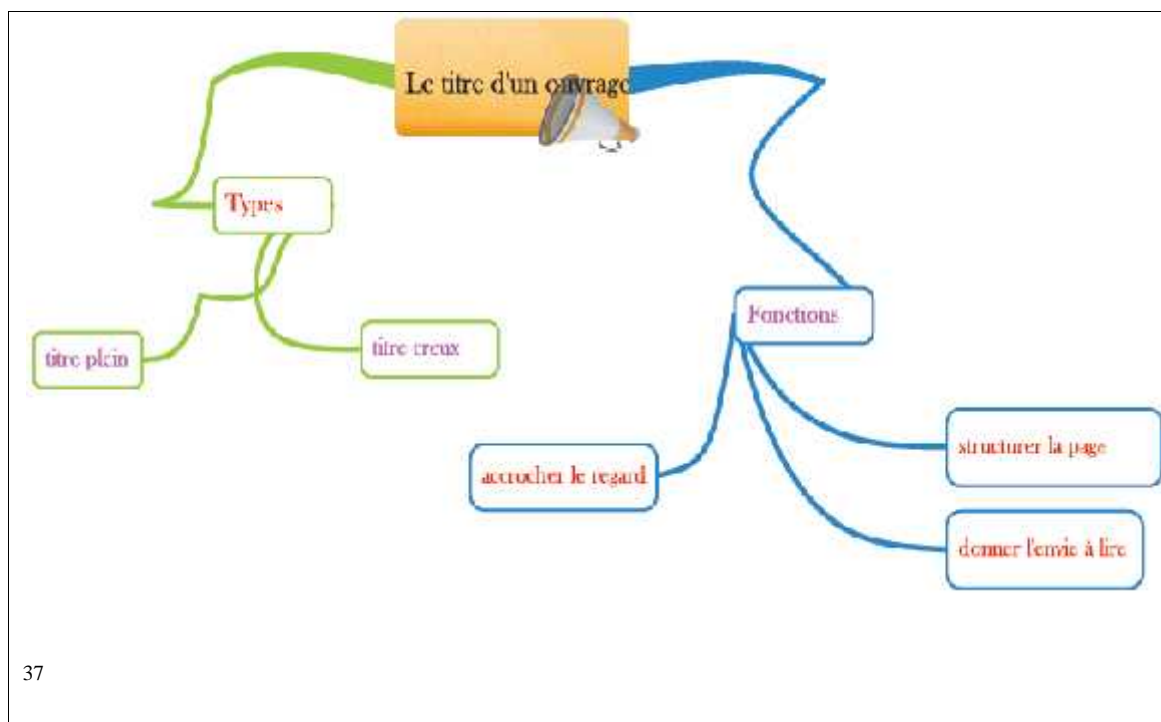 Le titre d'un ouvrage
Types
Fonctions
titre plein
titre creux
accrocher le regard
structurer la page
donner l'envie à lire
37